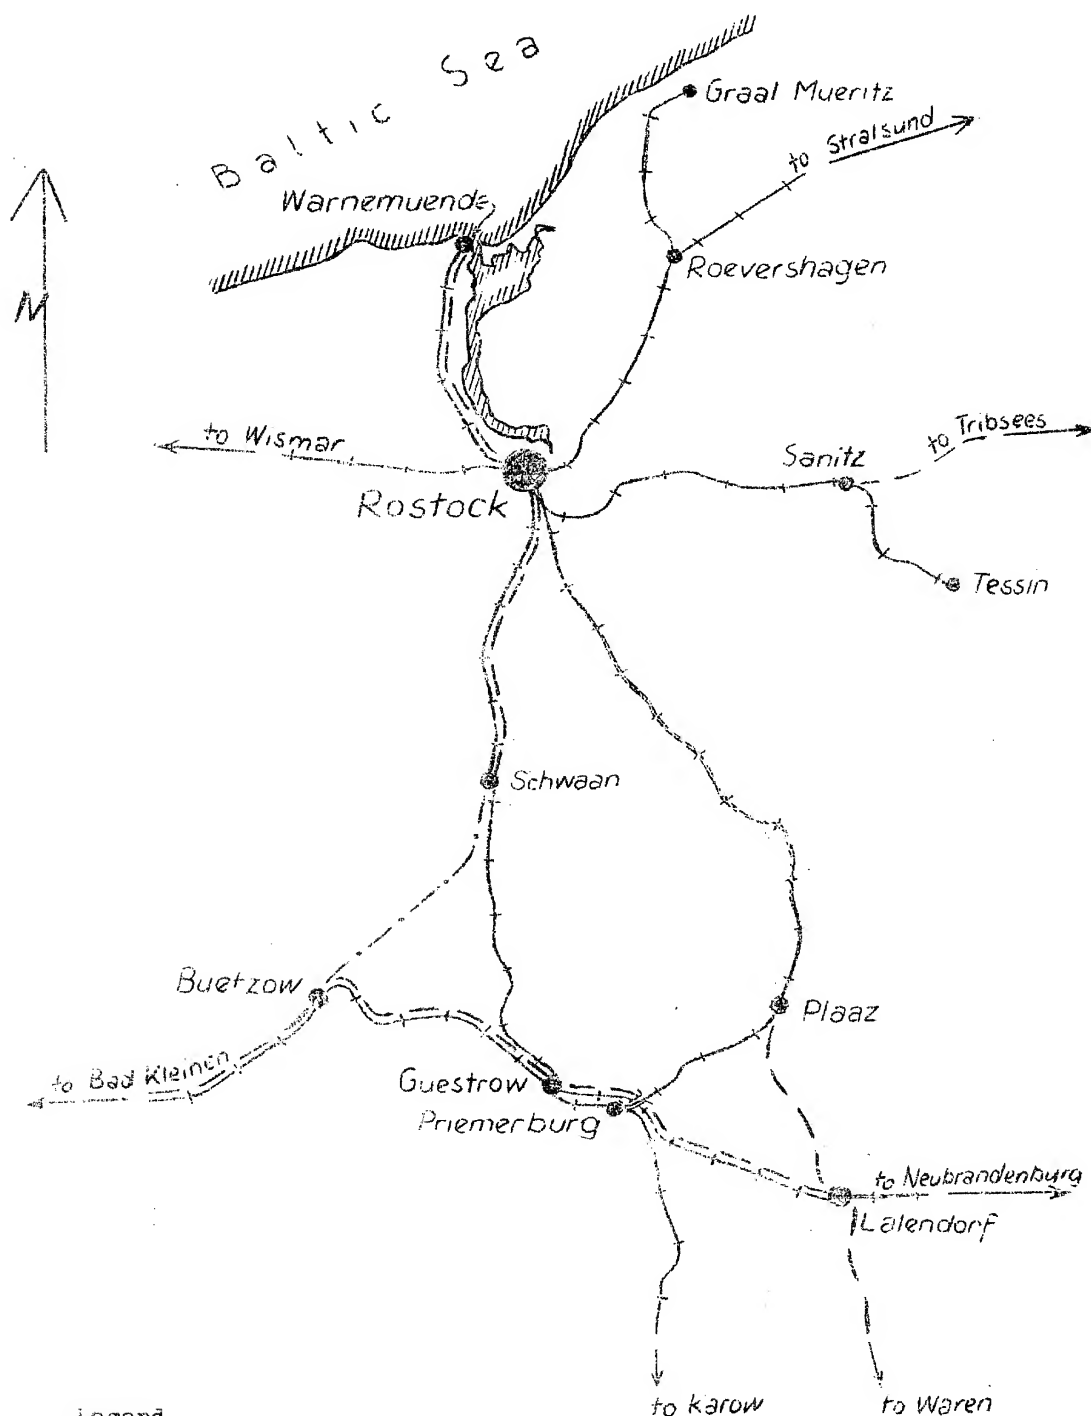 Baltic Sea
Graal Mueritz
to Stralsund
Warnemuende
N
Roevershagen
to Wismar
to Tribsees
Sanitz
Rostock
Tessin
Schwaan
Buetzow
Plaaz
to Bad Kleinen
Guestrow
Priemerburg
to Neubrandenburg
Lalendorf
to Karow
to Waren
Legend